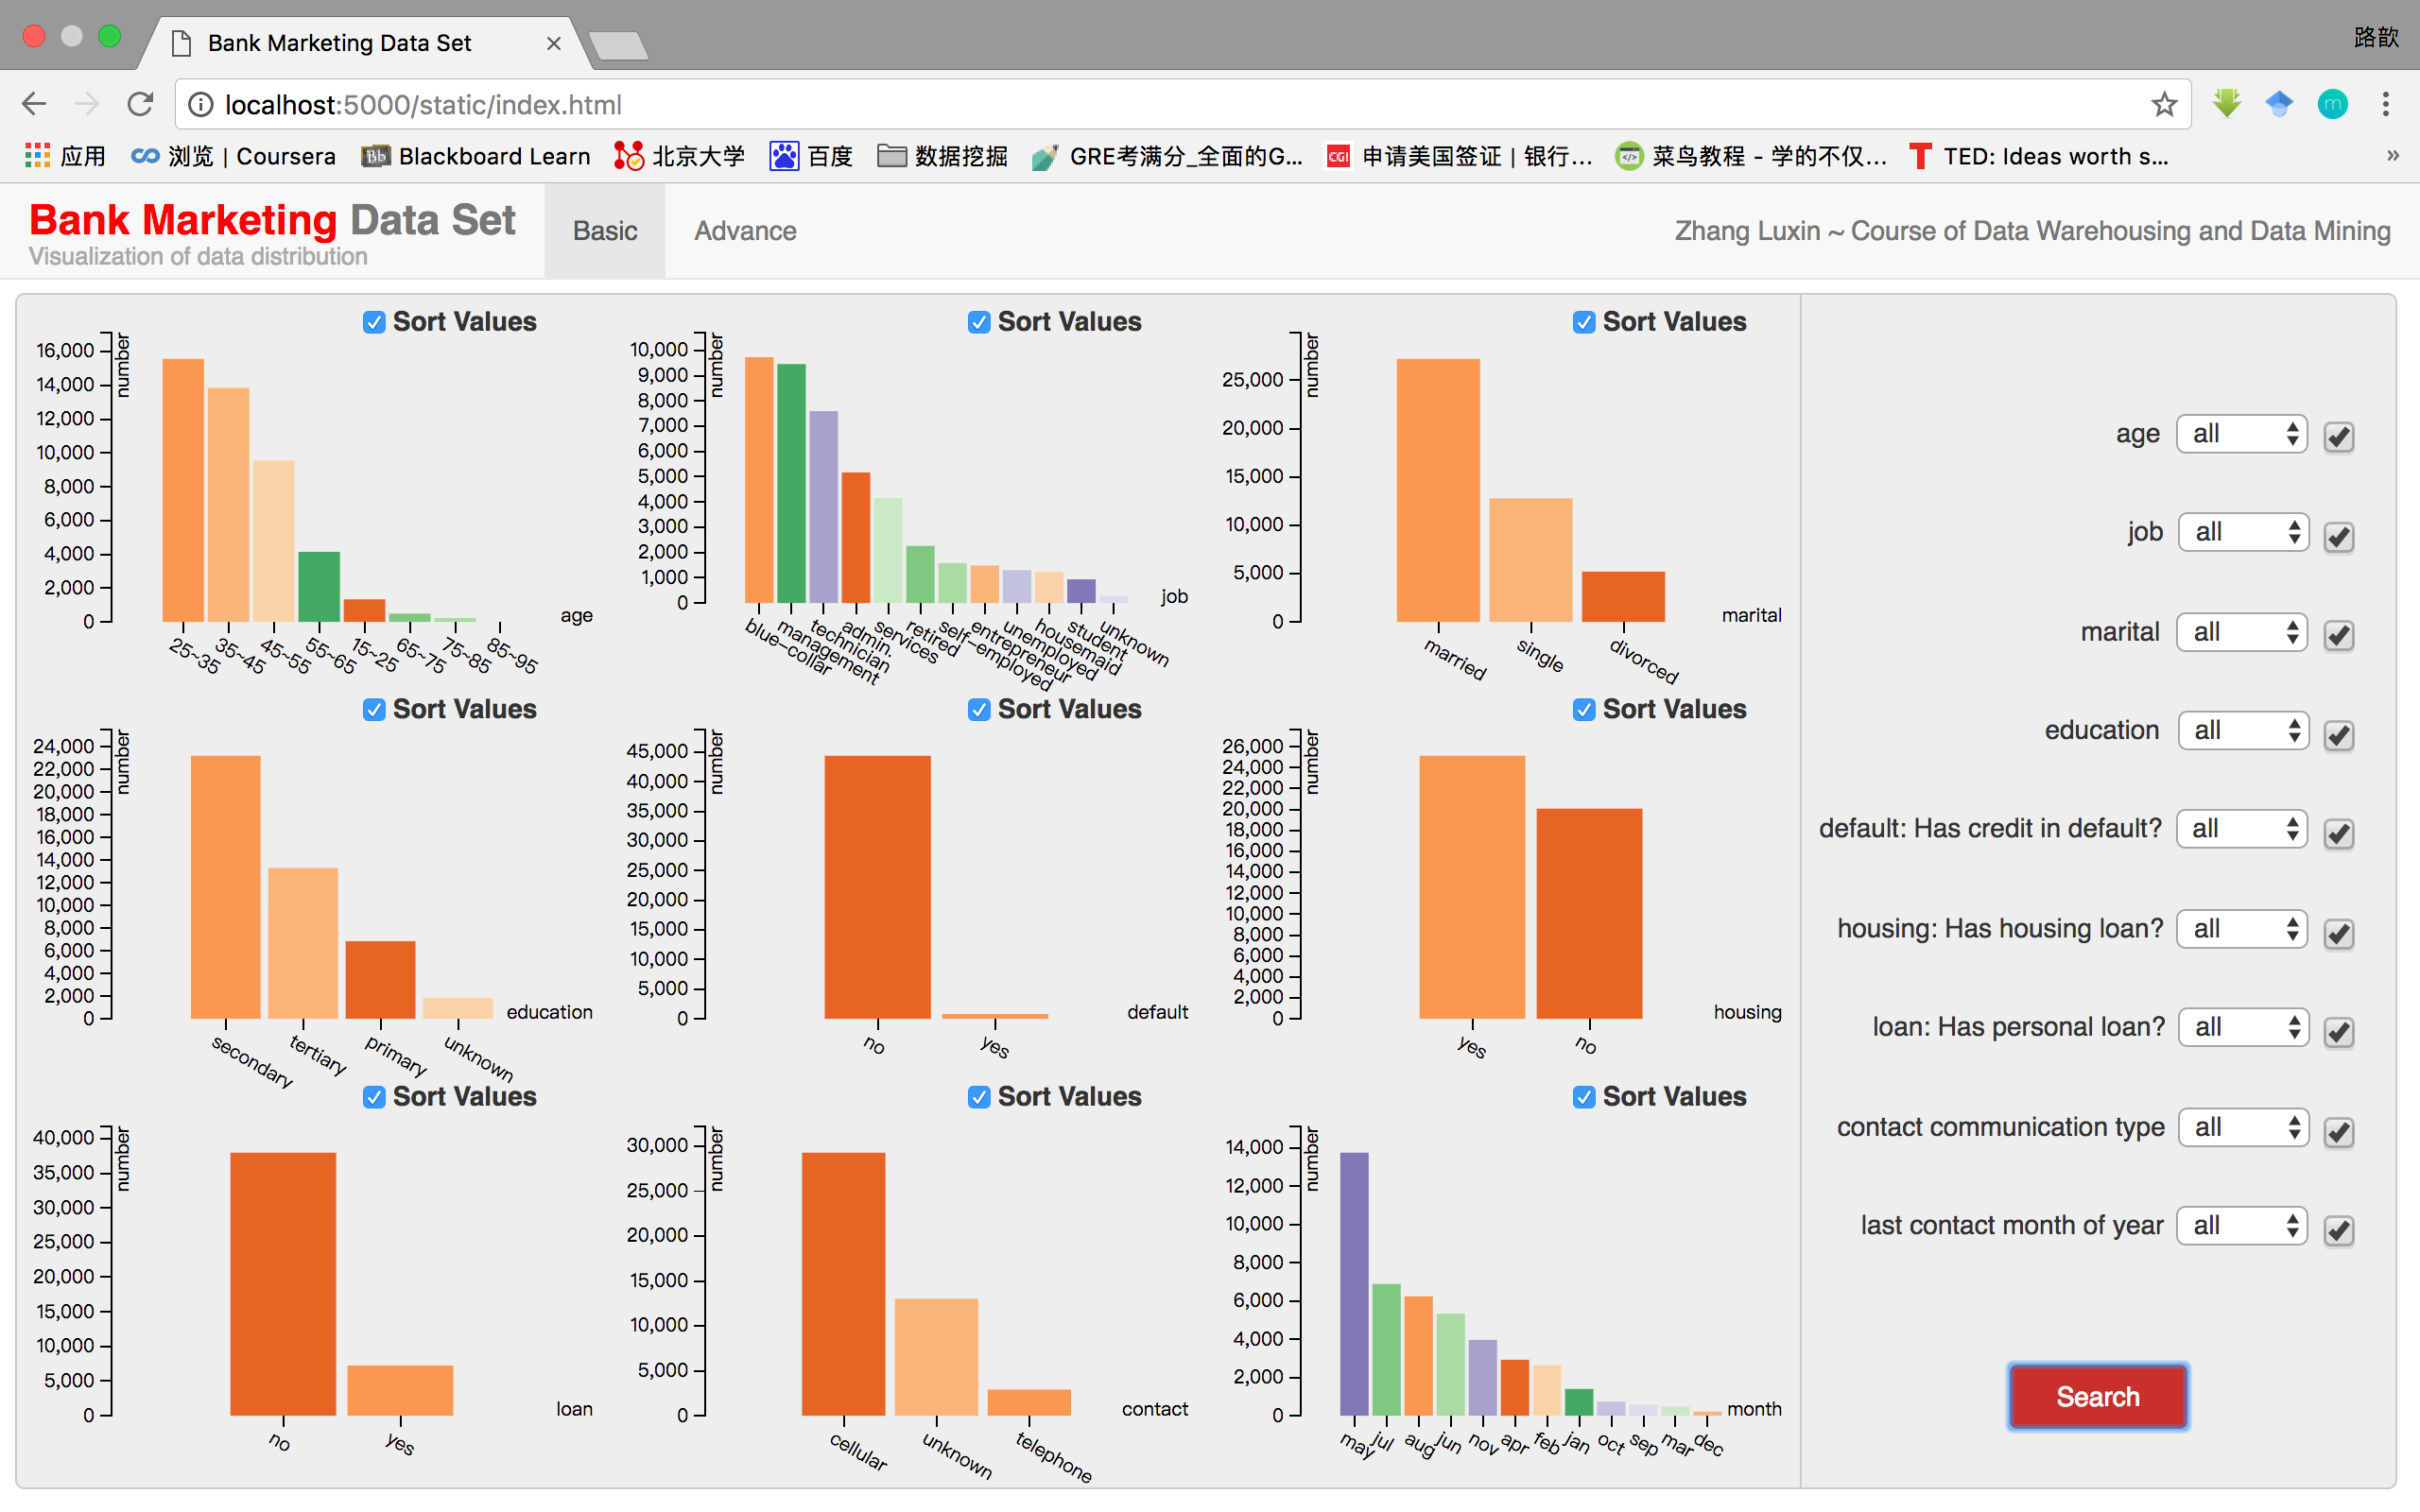 Bank Marketing Data Set
路歆
localhost:5000/static/index.html
应用
浏览 | Coursera
Blackboard Learn
北京大学
百度
数据挖掘
GRE考满分_全面的G...
申请美国签证 | 银行...
菜鸟教程 - 学的不仅...
TED: Ideas worth s...
»
Bank Marketing Data Set
Visualization of data distribution
Basic
Advance
Zhang Luxin ~ Course of Data Warehousing and Data Mining
Sort Values
number
16,000
14,000
12,000
10,000
8,000
6,000
4,000
2,000
0
age
25~35
35~45
45~55
55~65
15~25
65~75
75~85
85~95
Sort Values
number
10,000
9,000
8,000
7,000
6,000
5,000
4,000
3,000
2,000
1,000
0
job
blue-collar
management
technician
admin.
services
retired
self-employed
entrepreneur
unemployed
housemaid
student
unknown
Sort Values
number
25,000
20,000
15,000
10,000
5,000
0
marital
married
single
divorced
Sort Values
number
24,000
22,000
20,000
18,000
16,000
14,000
12,000
10,000
8,000
6,000
4,000
2,000
0
education
secondary
tertiary
primary
unknown
Sort Values
number
45,000
40,000
35,000
30,000
25,000
20,000
15,000
10,000
5,000
0
default
no
yes
Sort Values
number
26,000
24,000
22,000
20,000
18,000
16,000
14,000
12,000
10,000
8,000
6,000
4,000
2,000
0
housing
yes
no
Sort Values
number
40,000
35,000
30,000
25,000
20,000
15,000
10,000
5,000
0
loan
no
yes
Sort Values
number
30,000
25,000
20,000
15,000
10,000
5,000
0
contact
cellular
unknown
telephone
Sort Values
number
14,000
12,000
10,000
8,000
6,000
4,000
2,000
0
month
may
jul
aug
jun
nov
apr
feb
jan
oct
sep
mar
dec
age all
job all
marital all
education all
default: Has credit in default? all
housing: Has housing loan? all
loan: Has personal loan? all
contact communication type all
last contact month of year all
Search